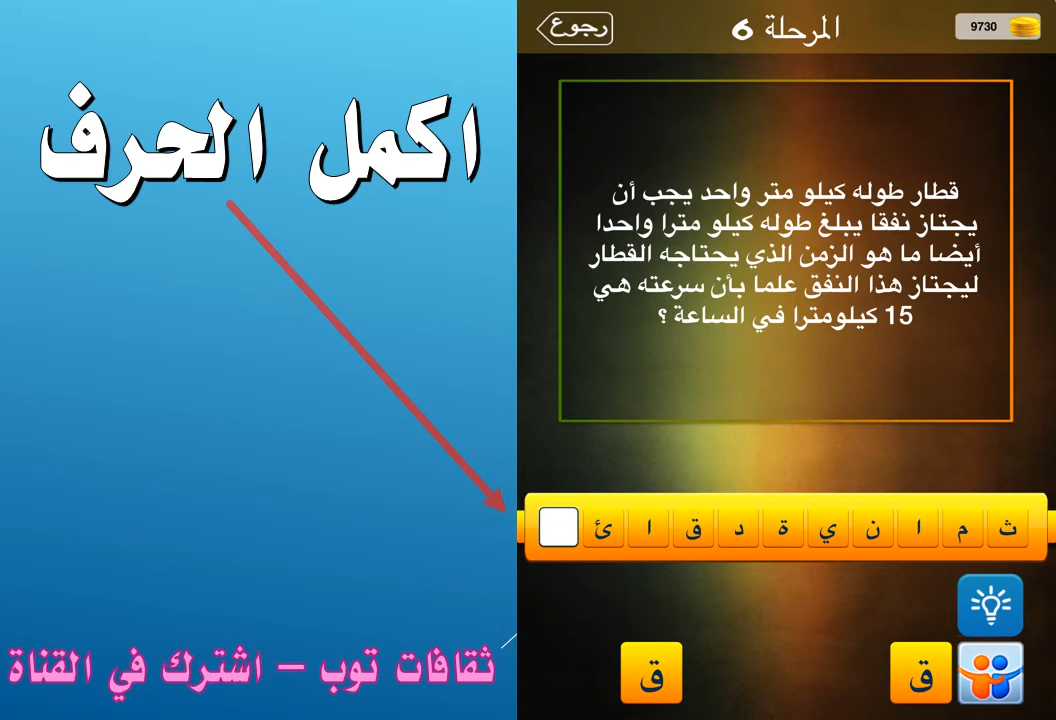 اكمل الحرف
ثقافات توب – اشترك في القناة
رجوع
المرحلة 6
9730
قطار طوله كيلو متر واحد يجب أن
يجتاز نفقا يبلغ طوله كيلو مترا واحدا
أيضا ما هو الزمن الذي يحتاجه القطار
ليجتاز هذا النفق علما بأن سرعته هي
15 كيلومترا في الساعة ؟
ث م ا ن ي ة د ق ا ئ
ق ق